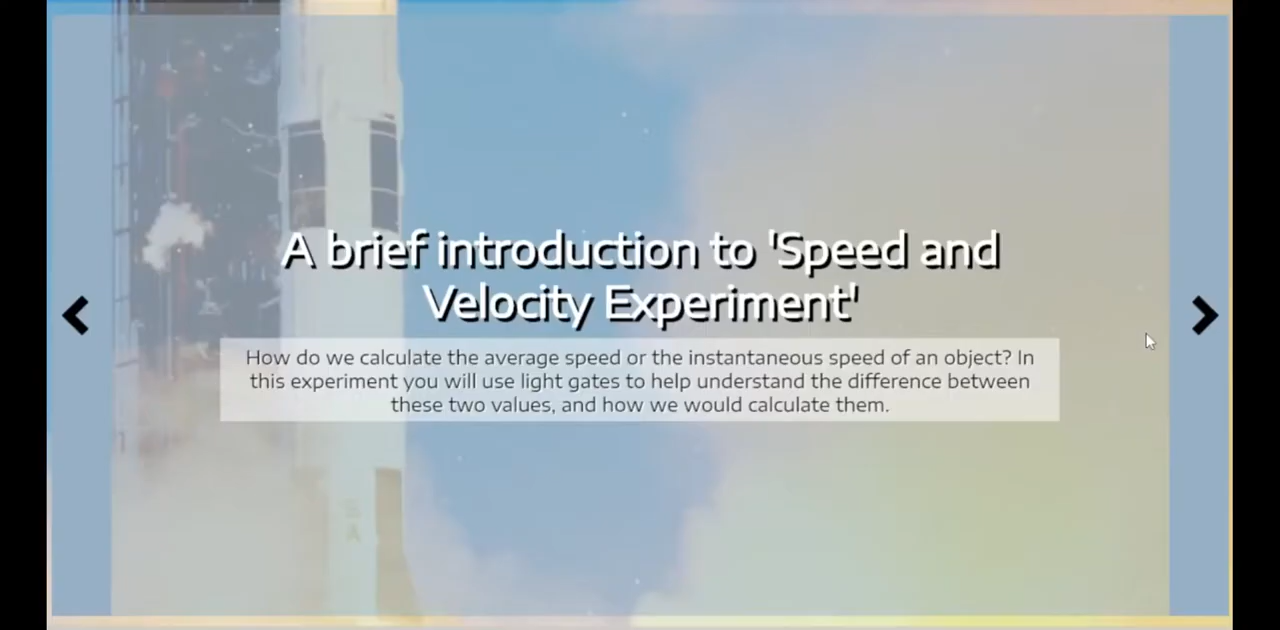 A brief introduction to 'Speed and
Velocity Experiment'
How do we calculate the average speed or the instantaneous speed of an object? In
this experiment you will use light gates to help understand the difference between
these two values, and how we would calculate them.